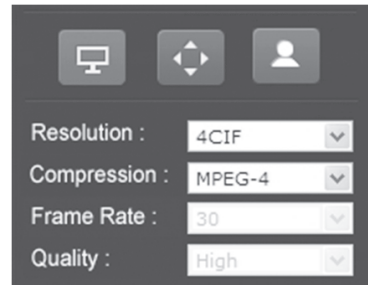 Resolution : 4CIF
Compression : MPEG-4
Frame Rate : 30
Quality : High